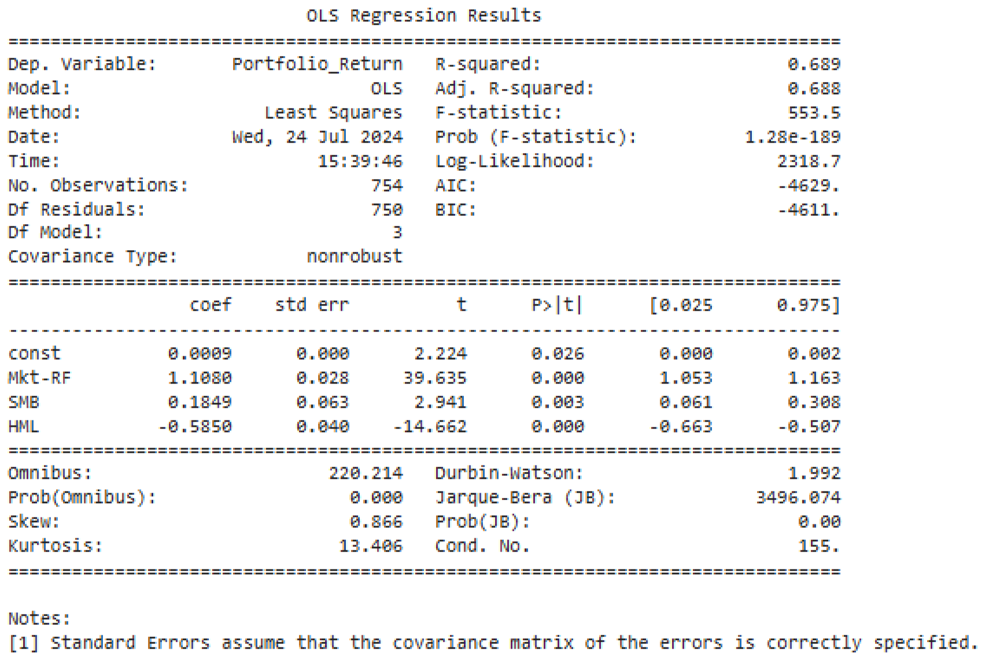 OLS Regression Results
==============================================================================
Dep. Variable: Portfolio_Return R-squared: 0.689
Model: OLS Adj. R-squared: 0.688
Method: Least Squares F-statistic: 553.5
Date: Wed, 24 Jul 2024 Prob (F-statistic): 1.28e-189
Time: 15:39:46 Log-Likelihood: 2318.7
No. Observations: 754 AIC: -4629.
Df Residuals: 750 BIC: -4611.
Df Model: 3
Covariance Type: nonrobust
==============================================================================
coef std err t P>|t| [0.025 0.975]
------------------------------------------------------------------------------
const 0.0009 0.000 2.224 0.026 0.000 0.002
Mkt-RF 1.1080 0.028 39.635 0.000 1.053 1.163
SMB 0.1849 0.063 2.941 0.003 0.061 0.308
HML -0.5850 0.040 -14.662 0.000 -0.663 -0.507
==============================================================================
Omnibus: 220.214 Durbin-Watson: 1.992
Prob(Omnibus): 0.000 Jarque-Bera (JB): 3496.074
Skew: 0.866 Prob(JB): 0.00
Kurtosis: 13.406 Cond. No. 155.
==============================================================================
Notes:
[1] Standard Errors assume that the covariance matrix of the errors is correctly specified.